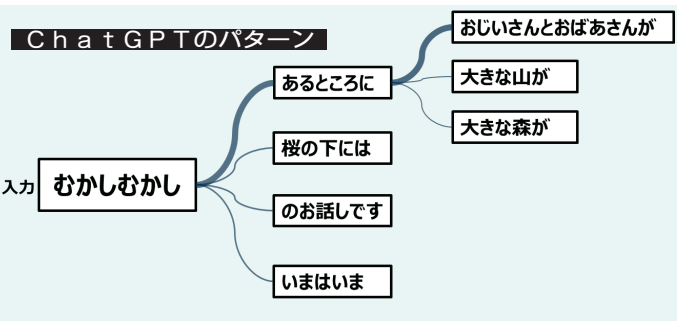 ChatGPTのパターン
おじいさんとおばあさんが
あるところに
大きな山が
大きな森が
桜の下には
入力
むかしむかし
のお話しです
いまはいま